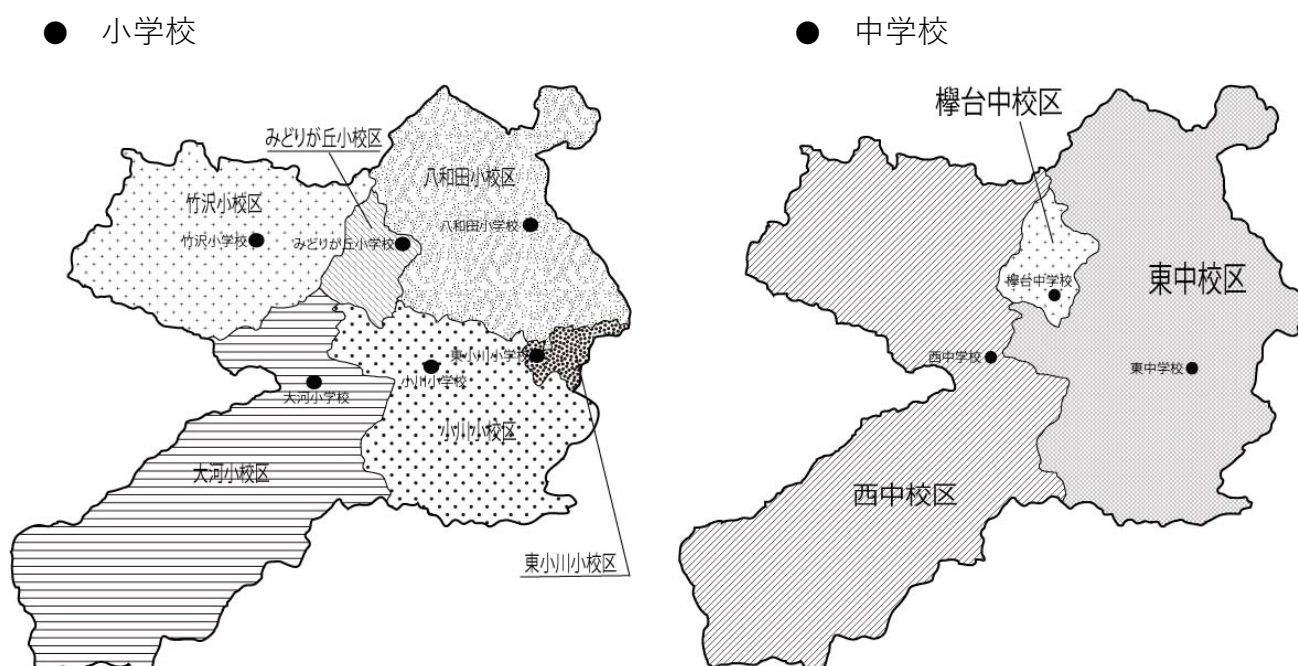 ● 小学校
みどりが丘小校区
八和田小校区
竹沢小校区
八和田小学校
竹沢小学校
みどりが丘小学校
東小川小学校
小川小学校
大河小学校
小川小校区
大河小校区
東小川小校区
● 中学校
欅台中校区
欅台中学校
東中校区
西中学校
東中学校
西中校区